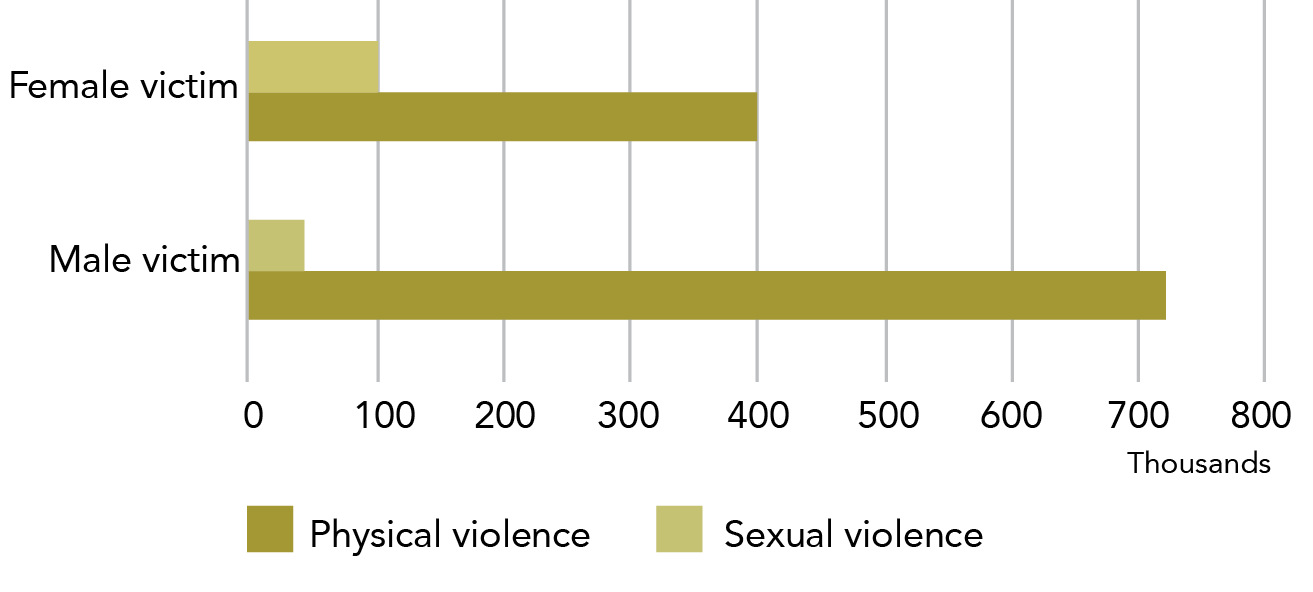 Female victim
Male victim
0 100 200 300 400 500 600 700 800
Thousands
Physical violence Sexual violence